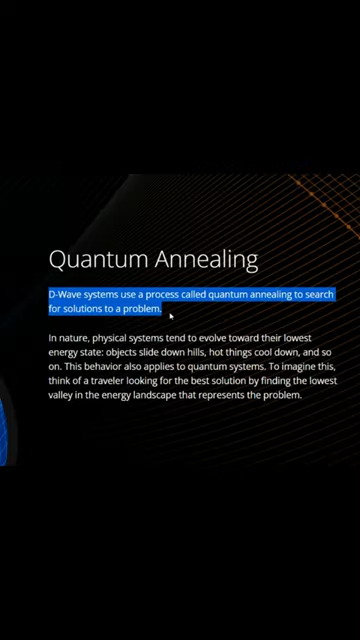 Quantum Annealing
D-Wave systems use a process called quantum annealing to search
for solutions to a problem.
In nature, physical systems tend to evolve toward their lowest
energy state: objects slide down hills, hot things cool down, and so
on. This behavior also applies to quantum systems. To imagine this,
think of a traveler looking for the best solution by finding the lowest
valley in the energy landscape that represents the problem.